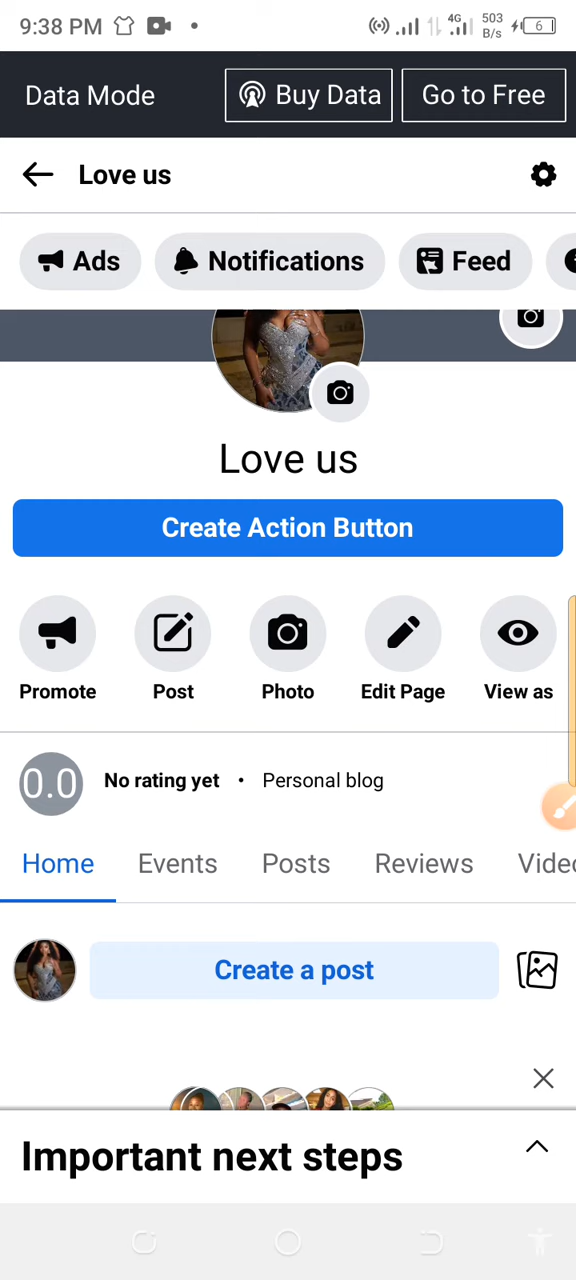 9:38 PM 4G 503 B/s 6
Data Mode Buy Data Go to Free
Love us
Ads Notifications Feed
Love us
Create Action Button
Promote Post Photo Edit Page View as
0.0 No rating yet • Personal blog
Home Events Posts Reviews
Create a post
Important next steps